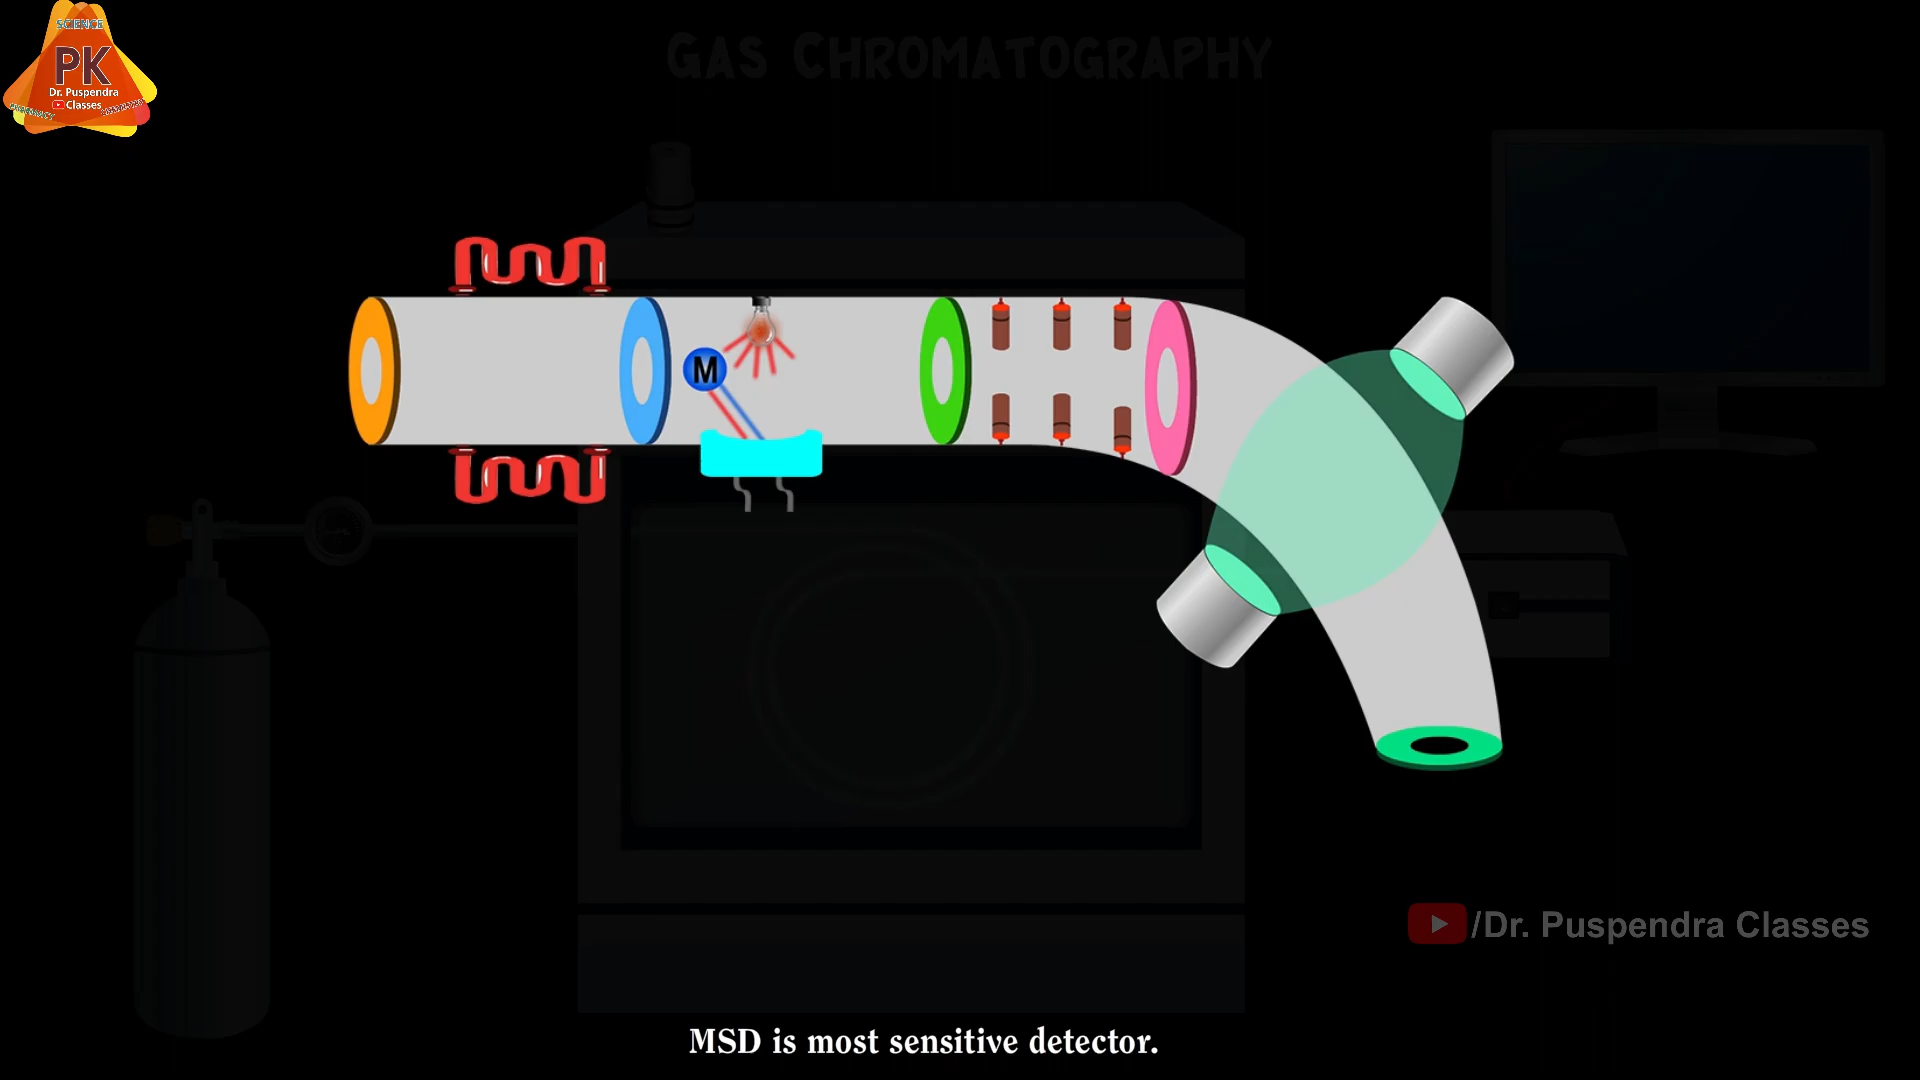 SCIENCE
PK
Dr. Puspendra
Classes
GAS CHROMATOGRAPHY
M
/Dr. Puspendra Classes
MSD is most sensitive detector.